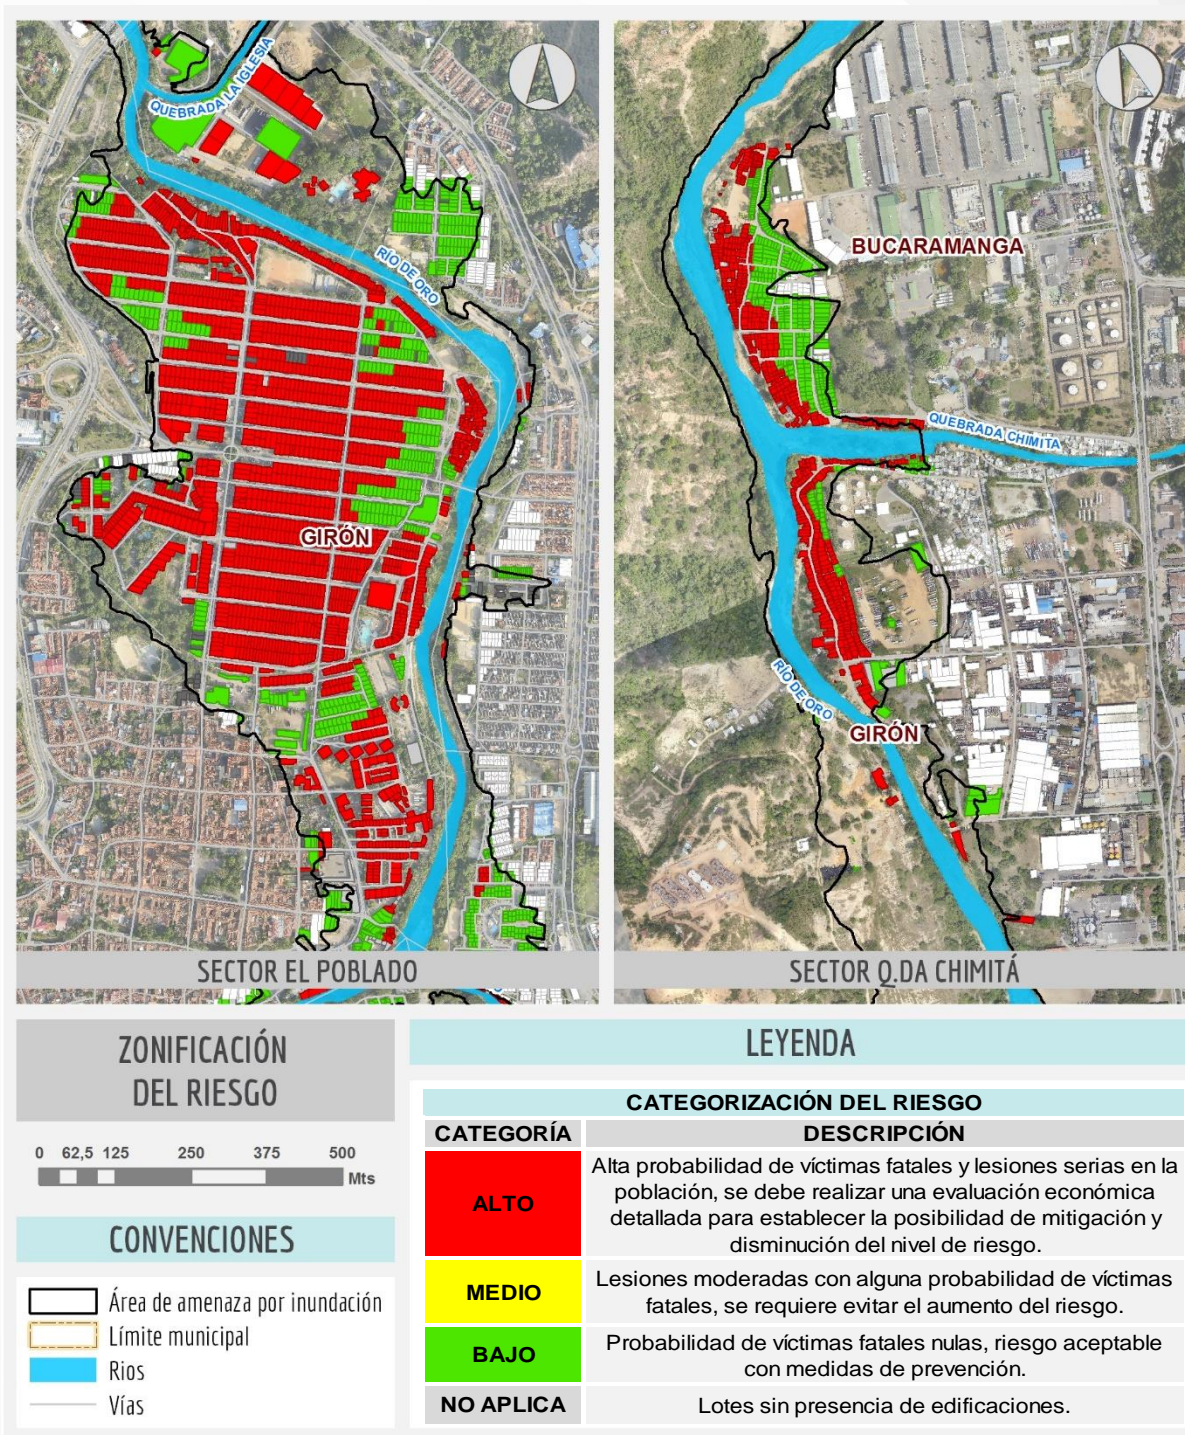 QUEBRADA LA IGLESIA
RIO DE ORO
GIRÓN
SECTOR EL POBLADO
BUCARAMANGA
QUEBRADA CHIMITA
RÍO DE ORO
GIRÓN
SECTOR Q.DA CHIMITÁ
ZONIFICACIÓN
DEL RIESGO
0 62,5 125 250 375 500
Mts
CONVENCIONES
Área de amenaza por inundación
Límite municipal
Rios
Vías
LEYENDA
CATEGORIZACIÓN DEL RIESGO
CATEGORÍA DESCRIPCIÓN
ALTO
Alta probabilidad de víctimas fatales y lesiones serias en la
población, se debe realizar una evaluación económica
detallada para establecer la posibilidad de mitigación y
disminución del nivel de riesgo.
MEDIO
Lesiones moderadas con alguna probabilidad de víctimas
fatales, se requiere evitar el aumento del riesgo.
BAJO
Probabilidad de víctimas fatales nulas, riesgo aceptable
con medidas de prevención.
NO APLICA Lotes sin presencia de edificaciones.